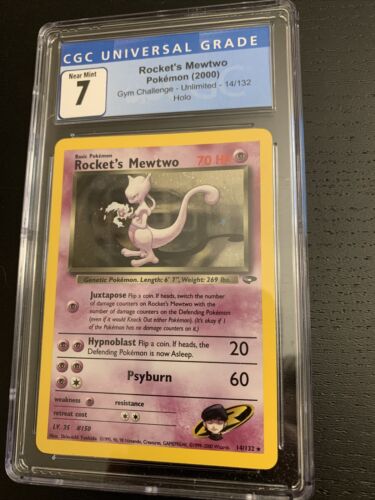 CGC UNIVERSAL GRADE
Near Mint
7
Rocket's Mewtwo
Pokémon (2000)
Gym Challenge - Unlimited - 14/132
Holo
Basic Pokémon
Rocket's Mewtwo 70 HP
Genetic Pokémon. Length: 6' 7", Weight: 269 lbs.
Juxtapose Flip a coin. If heads, switch the number
of damage counters on Rocket's Mewtwo with the
number of damage counters on the Defending Pokémon
(even if it would Knock Out either Pokémon). (It's okay if 1
of the Pokémon has no damage counters on it.)
Hypnoblast Flip a coin. If heads, the
Defending Pokémon is now Asleep. 20
Psyburn 60
weakness resistance
retreat cost
LV. 35 #150
14/132